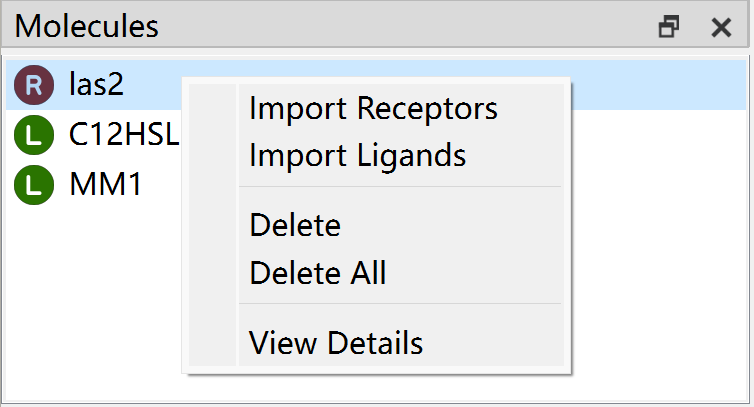 Molecules
R las2
L C12HSL
L MM1
Import Receptors
Import Ligands
Delete
Delete All
View Details